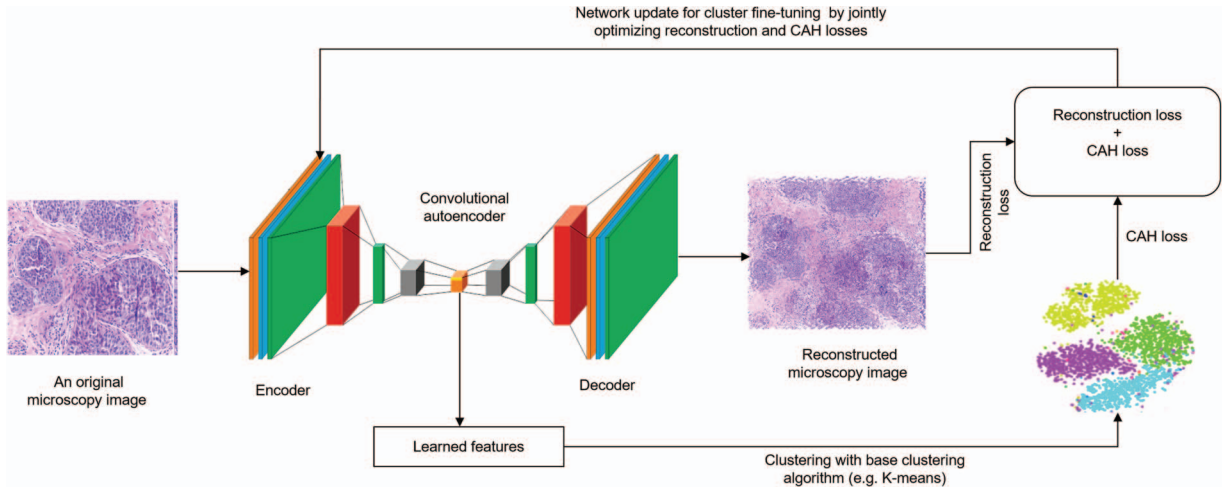 Network update for cluster fine-tuning by jointly
optimizing reconstruction and CAH losses
Reconstruction loss
+
CAH loss
Convolutional
autoencoder
Reconstruction
loss
CAH loss
An original
microscopy image
Encoder
Decoder
Reconstructed
microscopy image
Learned features
Clustering with base clustering
algorithm (e.g. K-means)